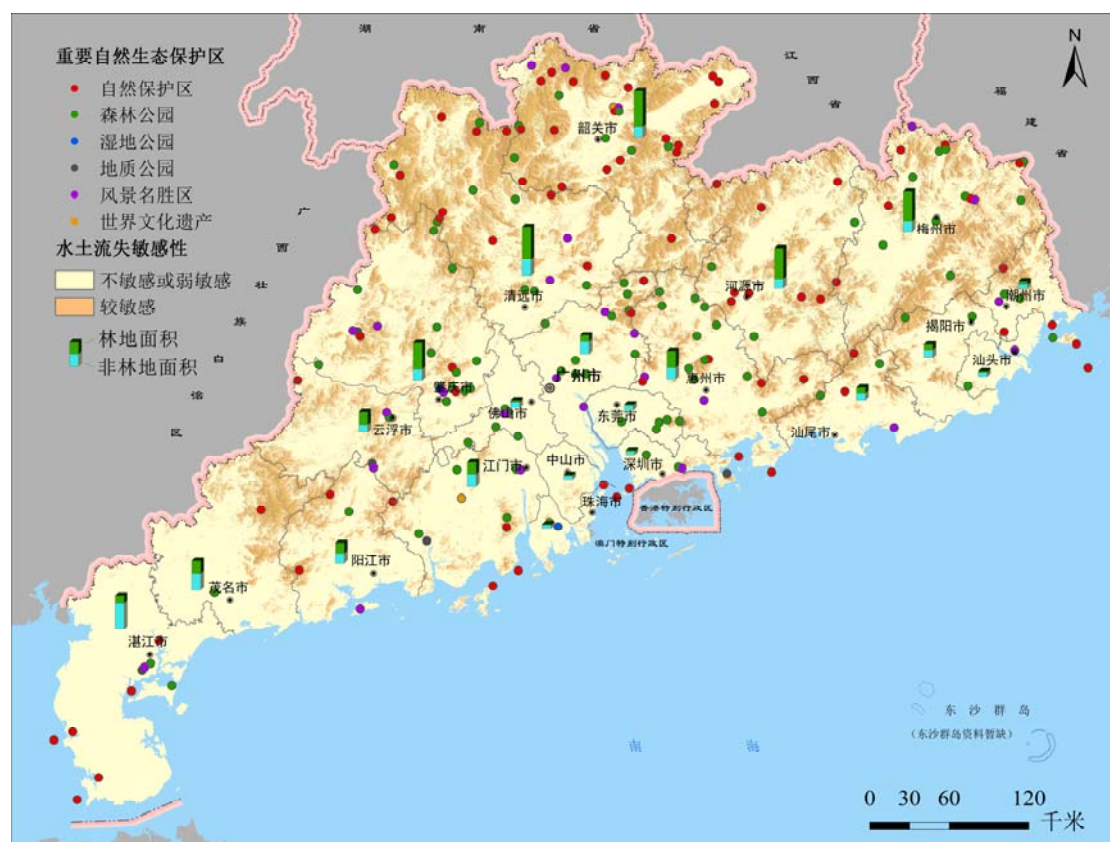 湖南省
江西省
福建省
广西壮族自治区
N
重要自然生态保护区
自然保护区
森林公园
湿地公园
地质公园
风景名胜区
世界文化遗产
水土流失敏感性
不敏感或弱敏感
较敏感
林地面积
非林地面积
韶关市
梅州市
清远市
河源市
潮州市
揭阳市
汕头市
肇庆市
广州市
惠州市
云浮市
佛山市
东莞市
汕尾市
江门市
中山市
深圳市
珠海市
香港特别行政区
澳门特别行政区
阳江市
茂名市
湛江市
东沙群岛
(东沙群岛资料暂缺)
南海
0 30 60 120
千米